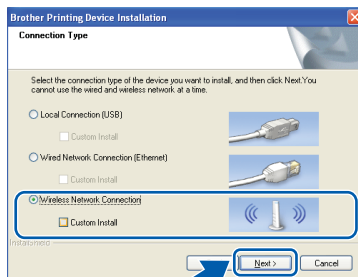 Brother Printing Device Installation
Connection Type
Select the connection type of the device you want to install, and then click Next.You
cannot use the wired and wireless network at a time.
Local Connection (USB)
Custom Install
Wired Network Connection (Ethernet)
Custom Install
Wireless Network Connection
Custom Install
InstallShield
Next > Cancel